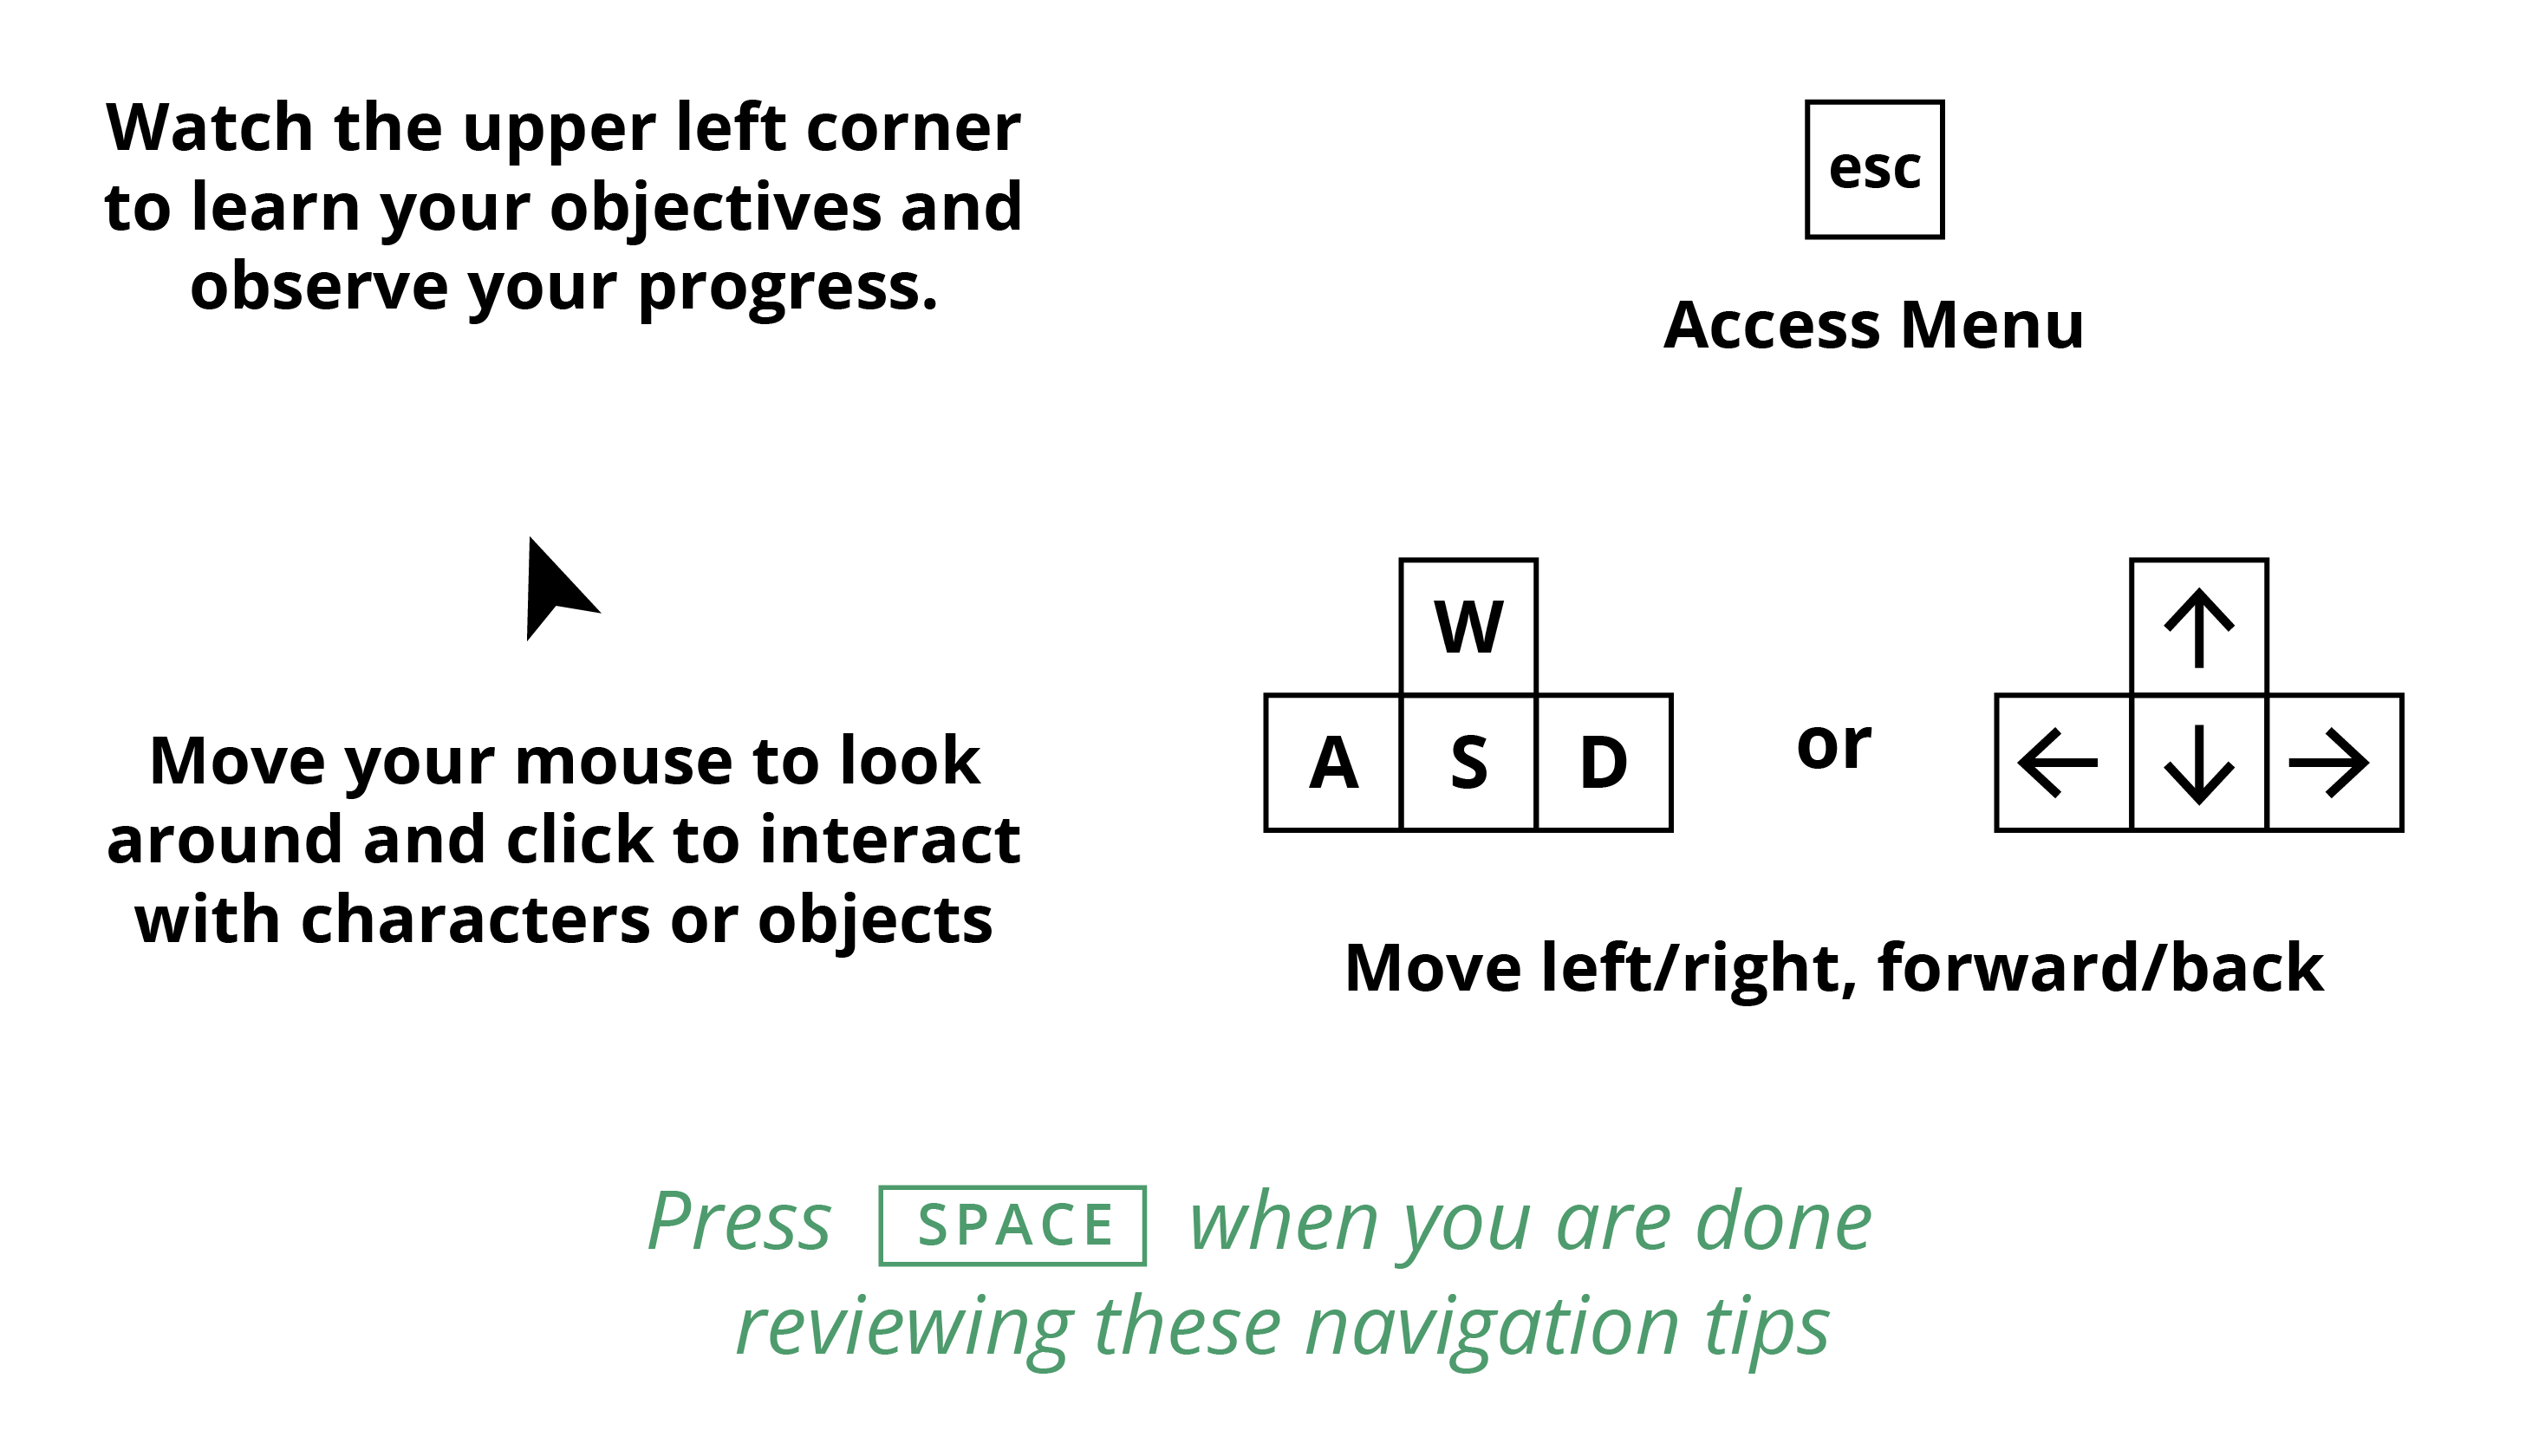 Watch the upper left corner
to learn your objectives and
observe your progress.
esc
Access Menu
Move your mouse to look
around and click to interact
with characters or objects
W
A S D
or
↑
← ↓ →
Move left/right, forward/back
Press SPACE when you are done
reviewing these navigation tips